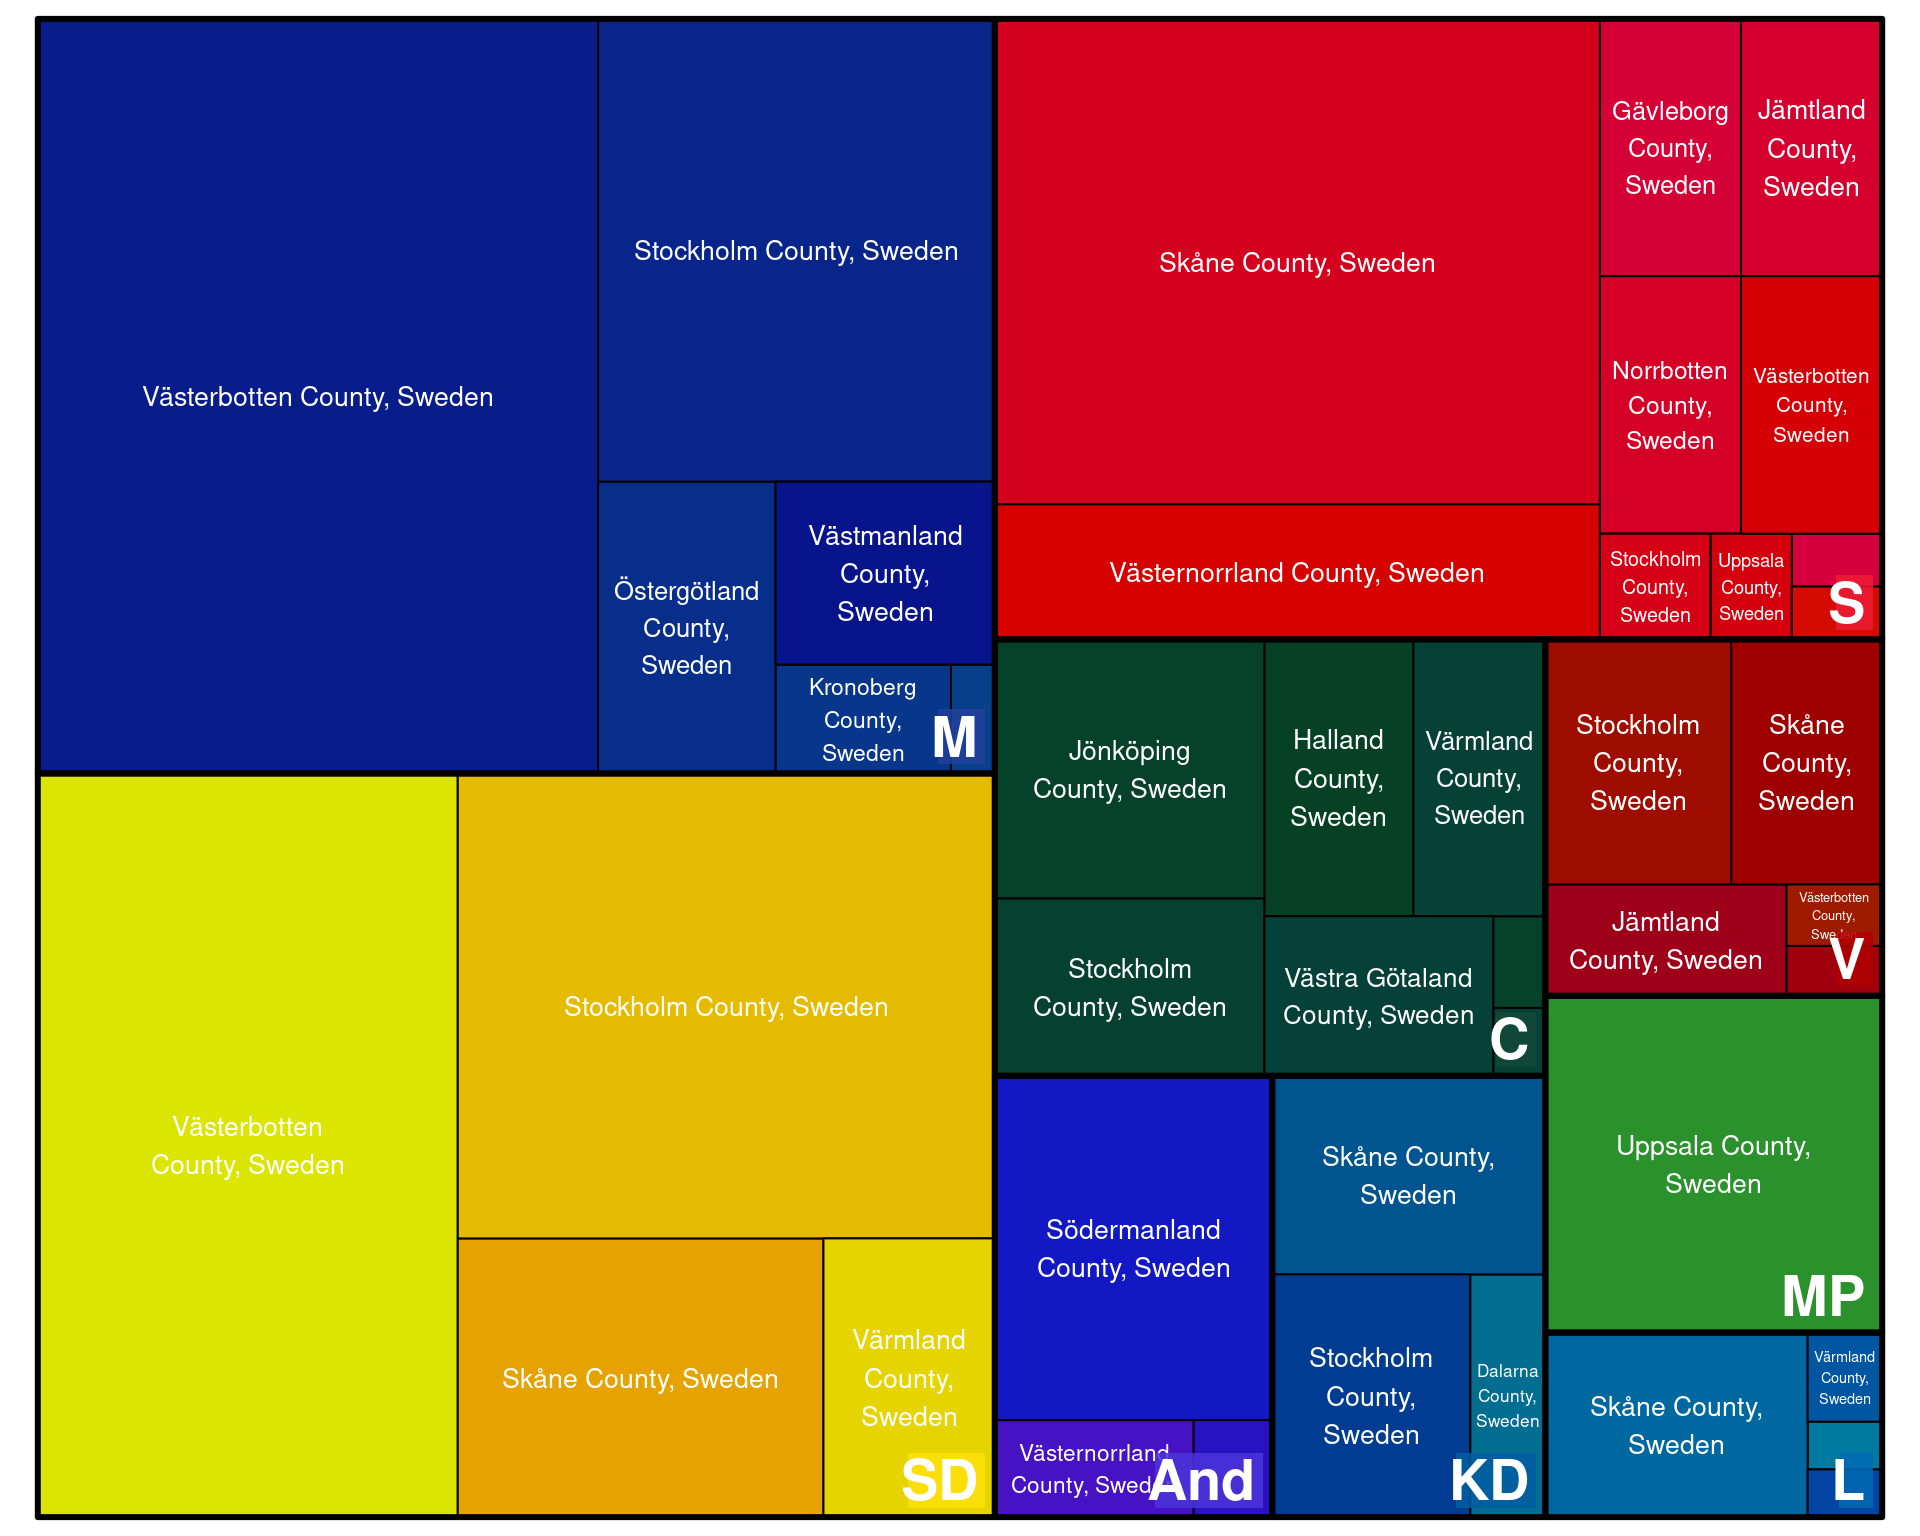 Västerbotten County, Sweden
Stockholm County, Sweden
Östergötland
County,
Sweden
Västmanland
County,
Sweden
Kronoberg
County,
Sweden
M
Västerbotten
County, Sweden
Stockholm County, Sweden
Skåne County, Sweden
Värmland
County,
Sweden
SD
Skåne County, Sweden
Västernorrland County, Sweden
Gävleborg
County,
Sweden
Jämtland
County,
Sweden
Norrbotten
County,
Sweden
Västerbotten
County,
Sweden
Stockholm
County,
Sweden
Uppsala
County,
Sweden
S
Jönköping
County, Sweden
Stockholm
County, Sweden
Halland
County,
Sweden
Värmland
County,
Sweden
Västra Götaland
County, Sweden
C
Stockholm
County,
Sweden
Skåne
County,
Sweden
Jämtland
County, Sweden
Västerbotten
County,
Sweden
V
Södermanland
County, Sweden
Västernorrland
County, Sweden
And
Skåne County,
Sweden
Stockholm
County,
Sweden
Dalarna
County,
Sweden
KD
Uppsala County,
Sweden
MP
Skåne County,
Sweden
Värmland
County,
Sweden
L